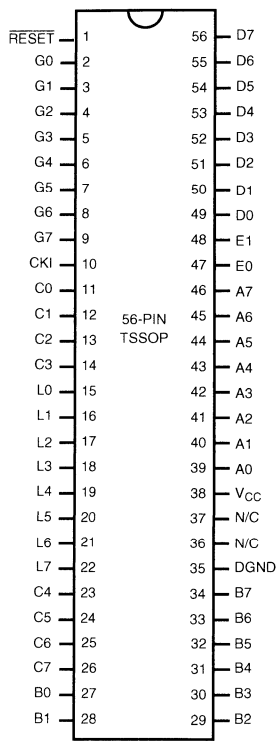 RESET 1 56 D7
G0 2 55 D6
G1 3 54 D5
G2 4 53 D4
G3 5 52 D3
G4 6 51 D2
G5 7 50 D1
G6 8 49 D0
G7 9 48 E1
CKI 10 47 E0
C0 11 46 A7
C1 12 56-PIN 45 A6
C2 13 TSSOP 44 A5
C3 14 43 A4
L0 15 42 A3
L1 16 41 A2
L2 17 40 A1
L3 18 39 A0
L4 19 38 VCC
L5 20 37 N/C
L6 21 36 N/C
L7 22 35 DGND
C4 23 34 B7
C5 24 33 B6
C6 25 32 B5
C7 26 31 B4
B0 27 30 B3
B1 28 29 B2